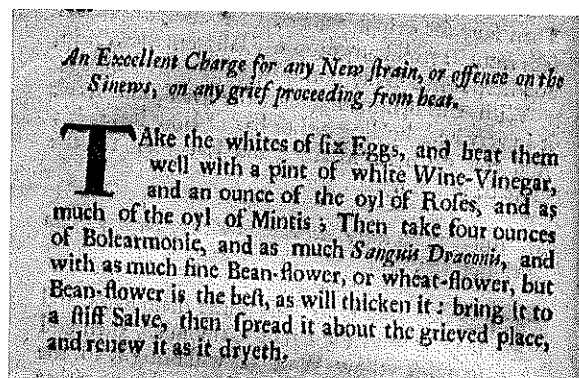 An Excellent Charge for any New ſtrain, or offence on the
Sinews, on any grief proceeding from heat.
TAke the whites of ſix Eggs, and beat them
well with a pint of white Wine-Vinegar,
and an ounce of the oyl of Roſes, and as
much of the oyl of Mintis ; Then take four ounces
of Bolearmonie, and as much Sanguis Draconis, and
with as much fine Bean-flower, or wheat-flower, but
Bean-flower is the beſt, as will thicken it : bring it to
a ſtiff Salve, then ſpread it about the grieved place,
and renew it as it dryeth.